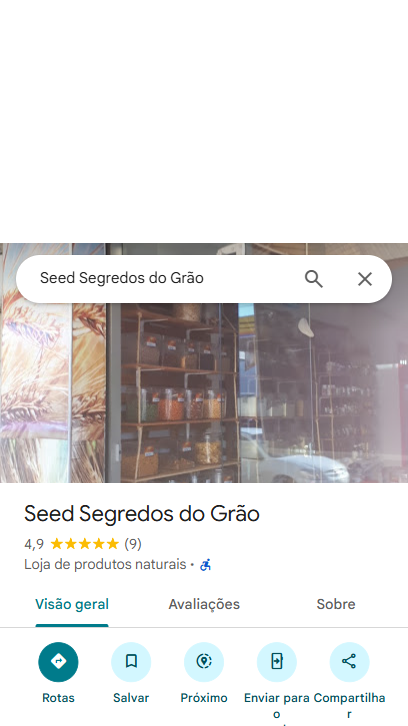 Seed Segredos do Grão
Seed Segredos do Grão
4,9 (9)
Loja de produtos naturais ·
Visão geral
Avaliações
Sobre
Rotas
Salvar
Próximo
Enviar para o
Compartilhar